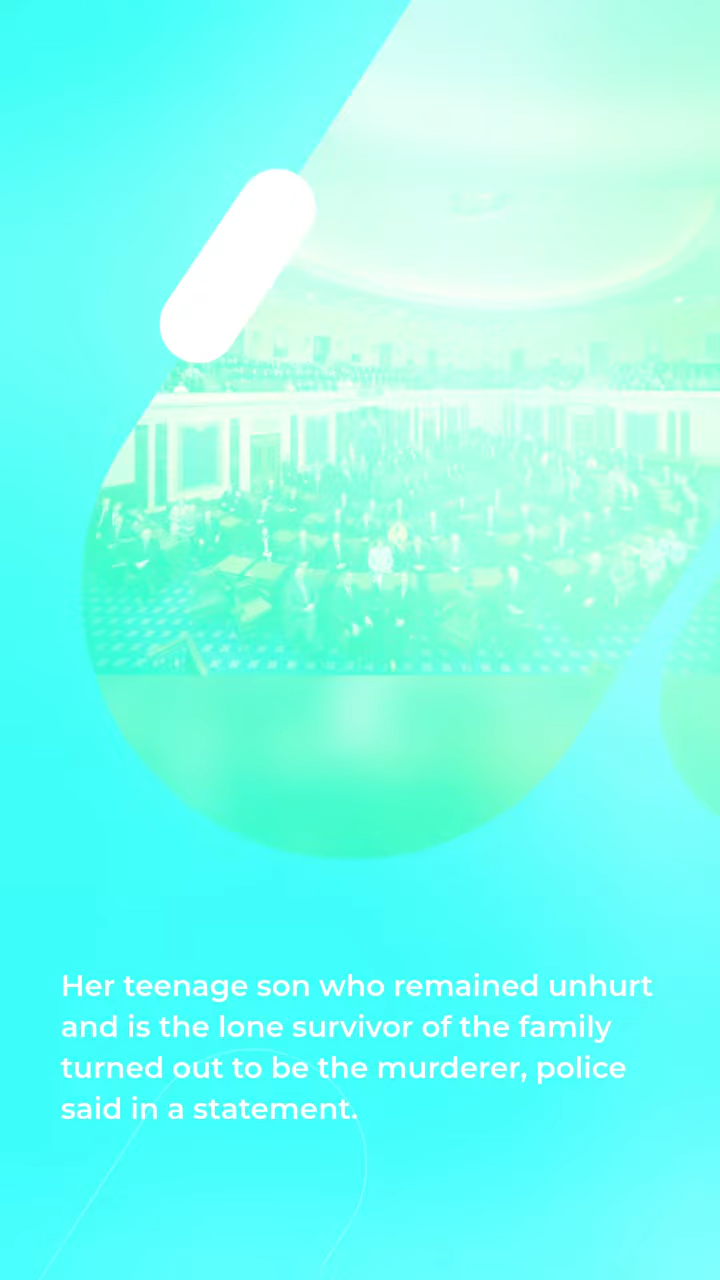 Her teenage son who remained unhurt
and is the lone survivor of the family
turned out to be the murderer, police
said in a statement.